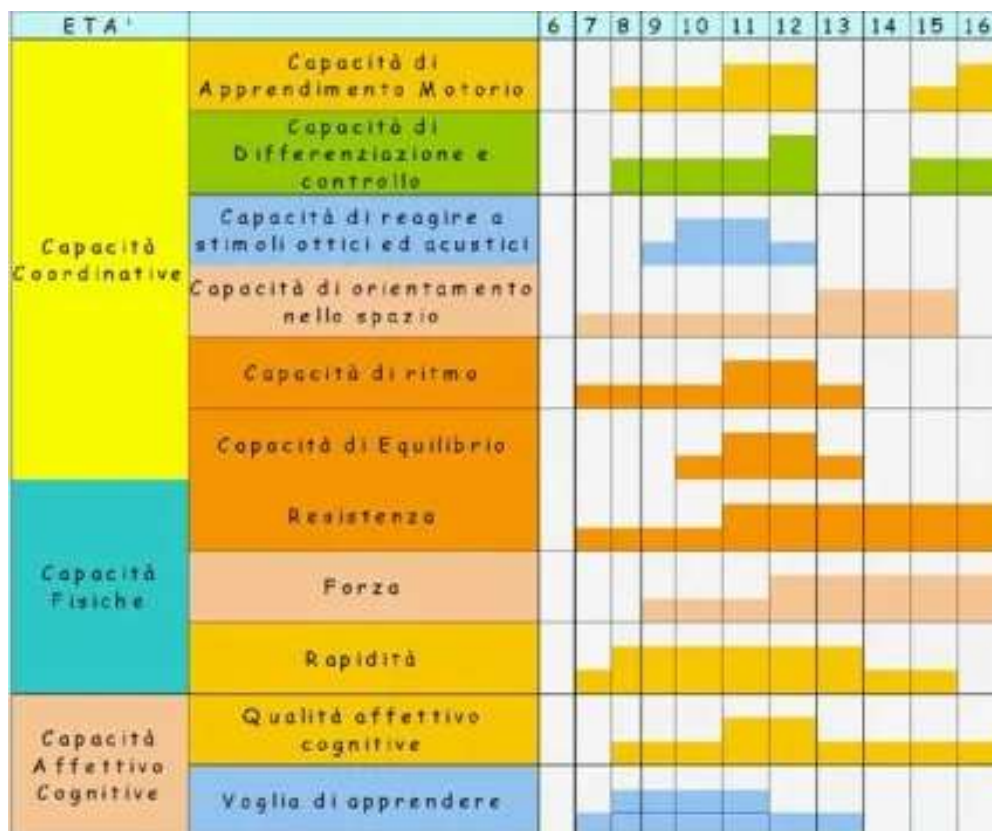 ETA' 6 7 8 9 10 11 12 13 14 15 16
Capacità
Coordinative
Capacità di
Apprendimento Motorio
Capacità di
Differenziazione e
controllo
Capacità di reagire a
stimoli ottici ed acustici
Capacità di orientamento
nello spazio
Capacità di ritmo
Capacità di Equilibrio
Capacità
Fisiche
Resistenza
Forza
Rapidità
Capacità
Affettivo
Cognitive
Qualità affettivo
cognitive
Voglia di apprendere